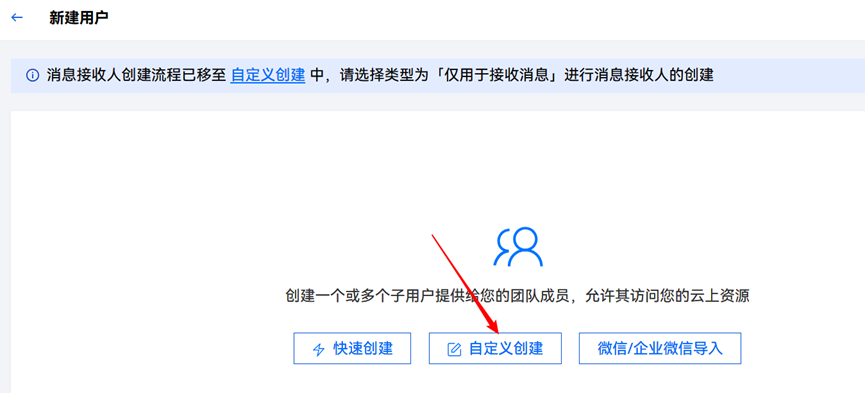 新建用户
消息接收人创建流程已移至 自定义创建 中，请选择类型为「仅用于接收消息」进行消息接收人的创建
创建一个或多个子用户提供给您的团队成员，允许其访问您的云上资源
快速创建 自定义创建 微信/企业微信导入